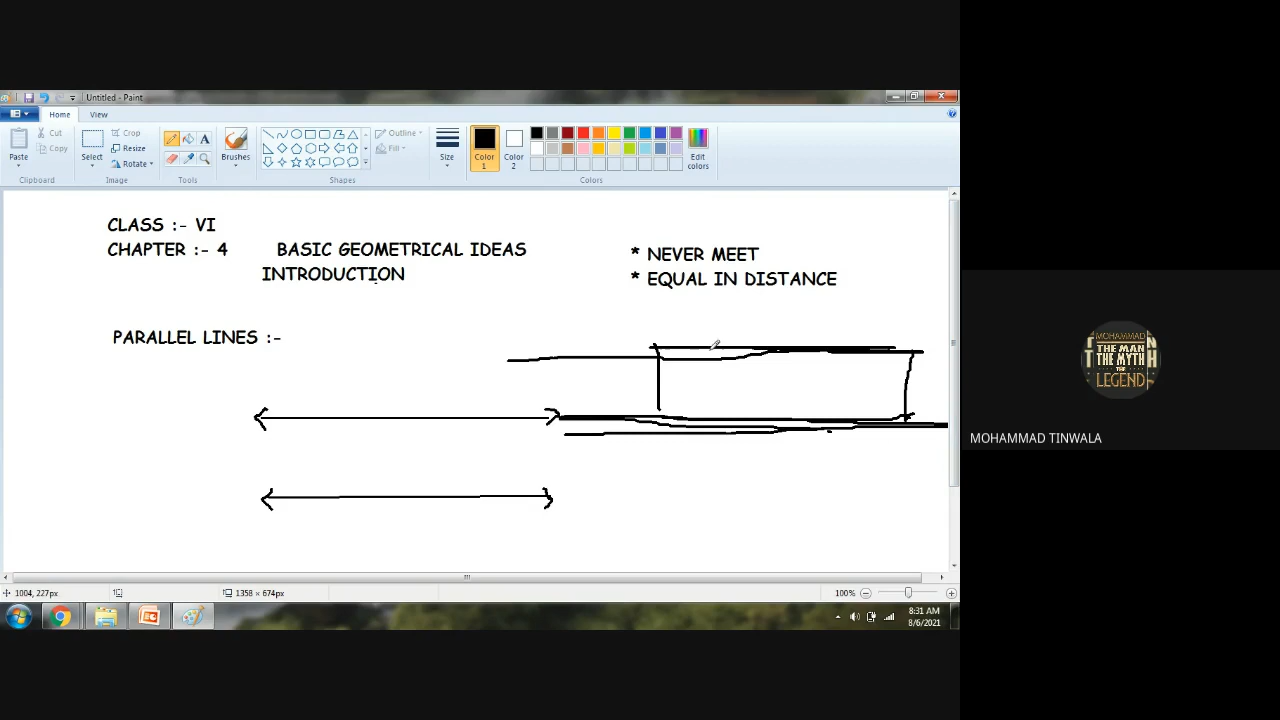 Untitled - Paint
Home
View
Paste
Cut
Copy
Clipboard
Select
Crop
Resize
Rotate
Image
Tools
Brushes
Outline
Fill
Shapes
Size
Color 1
Color 2
Edit colors
Colors
CLASS :- VI
CHAPTER :- 4 BASIC GEOMETRICAL IDEAS
INTRODUCTION
* NEVER MEET
* EQUAL IN DISTANCE
PARALLEL LINES :-
MOHAMMAD
THE MAN
THE MYTH
THE
LEGEND
MOHAMMAD TINWALA
1004, 227px
1358 × 674px
100%
8:31 AM
8/6/2021